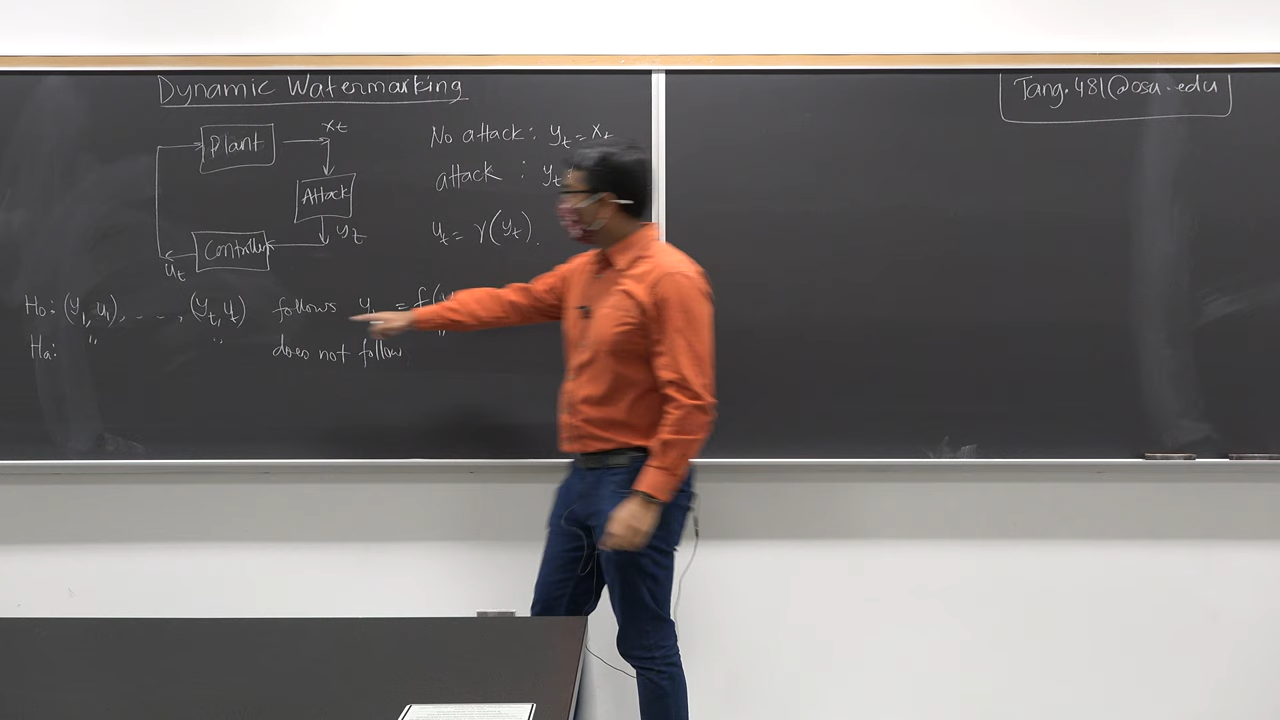 Dynamic Watermarking
Tang.481@osu.edu
Plant
xₜ
Attack
yₜ
Controller
uₜ
No attack: yₜ = xₜ
attack : yₜ
uₜ = γ(yₜ).
H₀: (y₁, u₁), ..., (yₜ, uₜ) follows y = f(
Ha: " " does not follow "